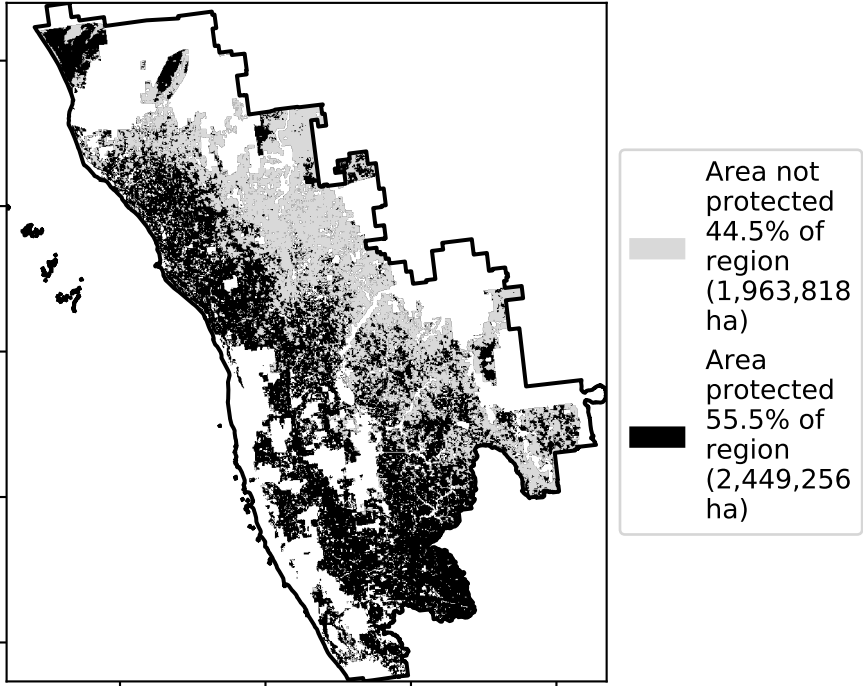 Area not
protected
44.5% of
region
(1,963,818
ha)
Area
protected
55.5% of
region
(2,449,256
ha)